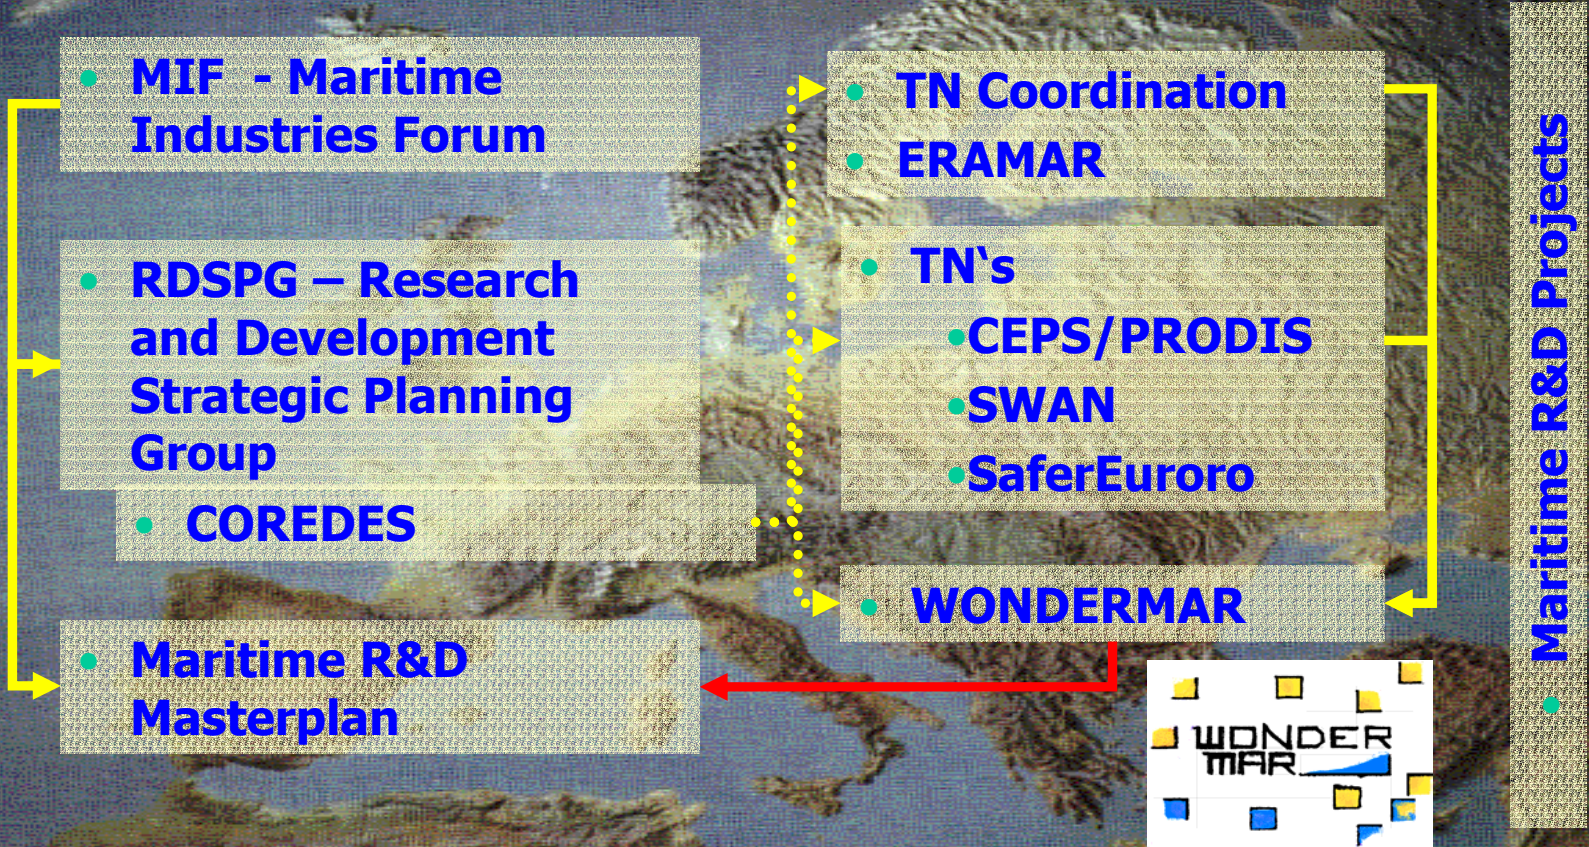 MIF - Maritime
Industries Forum
RDSPG – Research
and Development
Strategic Planning
Group
COREDES
Maritime R&D
Masterplan
TN Coordination
ERAMAR
TN‘s
CEPS/PRODIS
SWAN
SaferEuroro
WONDERMAR
WONDER
MAR
Maritime R&D Projects